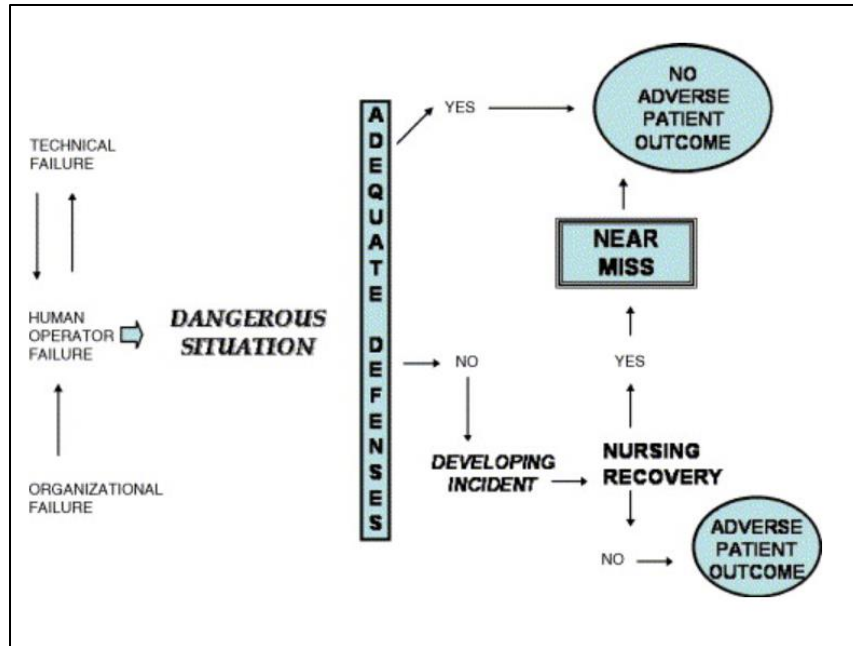 TECHNICAL
FAILURE
HUMAN
OPERATOR
FAILURE
ORGANIZATIONAL
FAILURE
DANGEROUS
SITUATION
ADEQUATE DEFENSES
YES
NO
ADVERSE
PATIENT
OUTCOME
NEAR
MISS
YES
NO
DEVELOPING
INCIDENT
NURSING
RECOVERY
NO
ADVERSE
PATIENT
OUTCOME